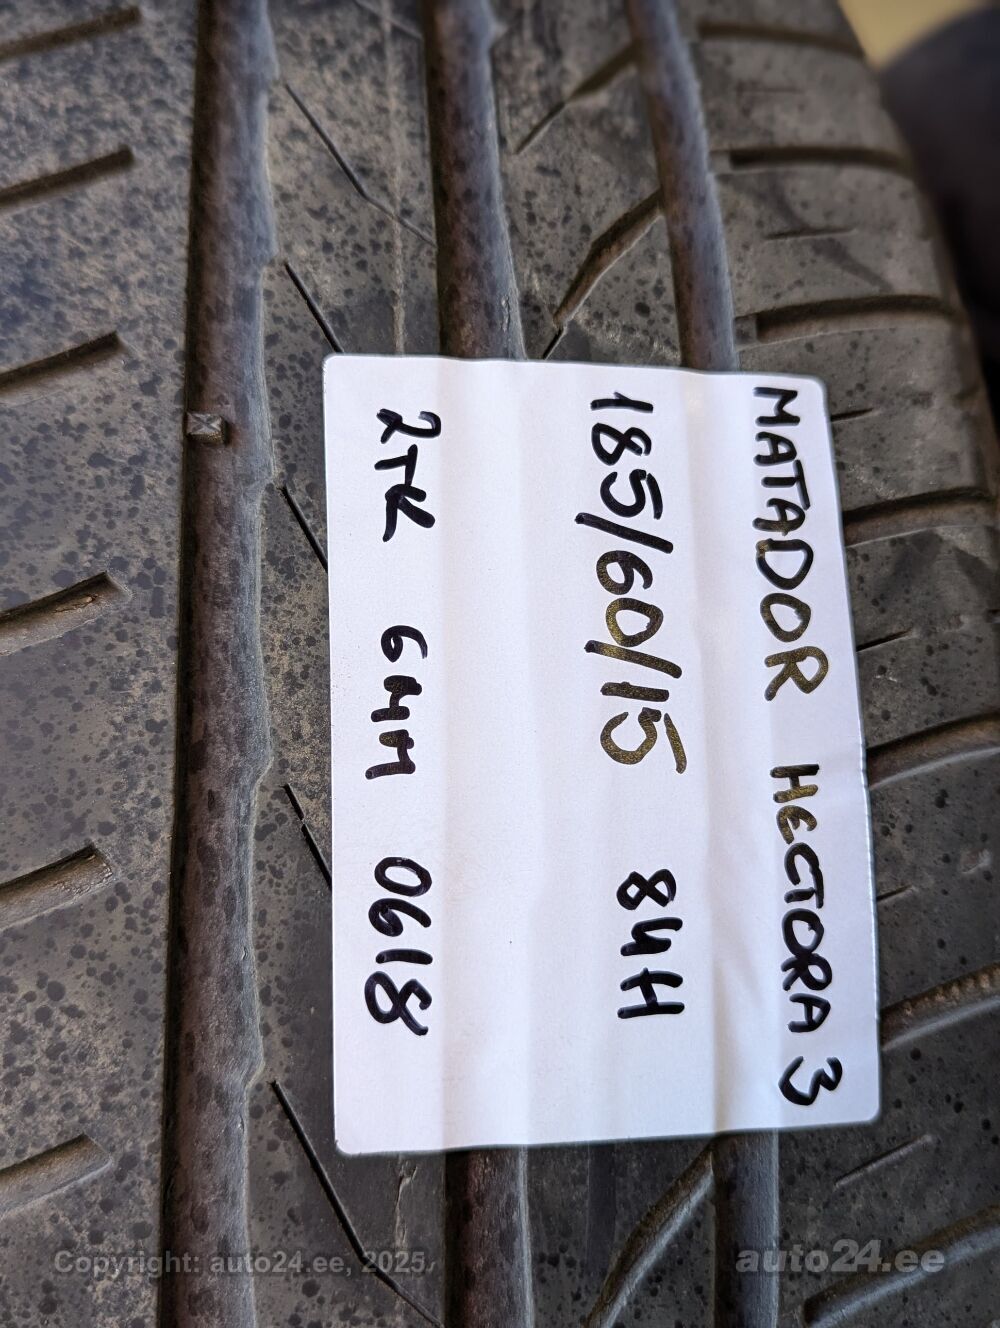 MATADOR HECTORA 3
185/60/15 84H
2TK 6MM 0618
Copyright: auto24.ee, 2025
auto24.ee